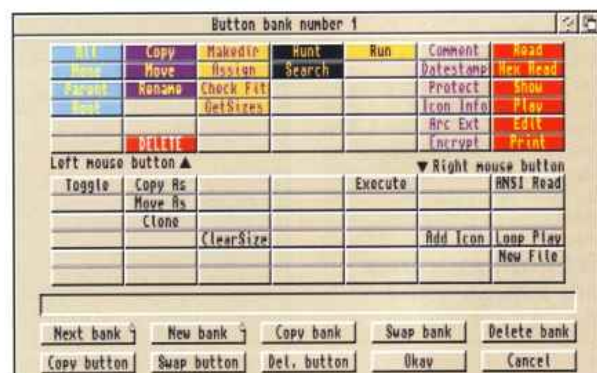 Button bank number 1
All Copy Makedir Hunt Run Comment Read
None Move Assign Search Datestamp Hex Read
Parent Rename Check Fit Protect Show
Root GetSizes Icon Info Play
Arc Ext Edit
DELETE Encrypt Print
Left mouse button ▲ ▼ Right mouse button
Toggle Copy As Execute ANSI Read
Move As
Clone
ClearSize Add Icon Loop Play
New File
Next bank New bank Copy bank Swap bank Delete bank
Copy button Swap button Del. button Okay Cancel